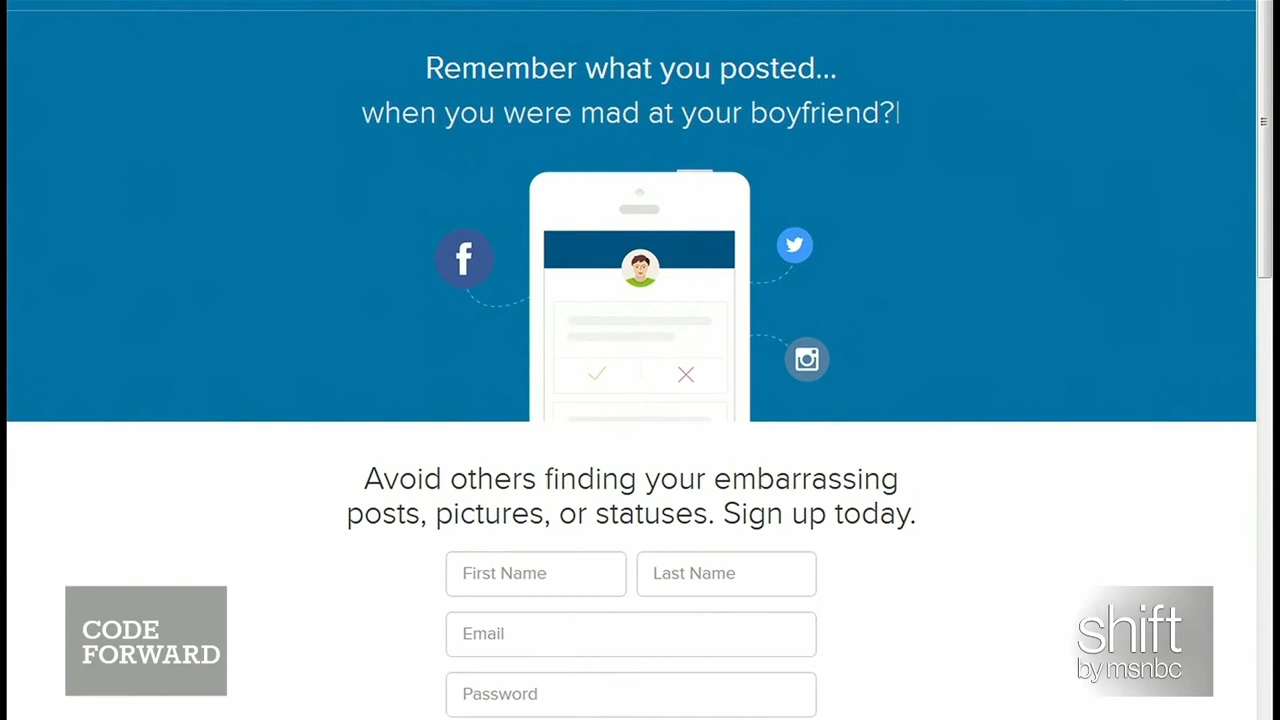 Remember what you posted...
when you were mad at your boyfriend?
f
Avoid others finding your embarrassing
posts, pictures, or statuses. Sign up today.
First Name
Last Name
Email
Password
CODE
FORWARD
shift
by msnbc